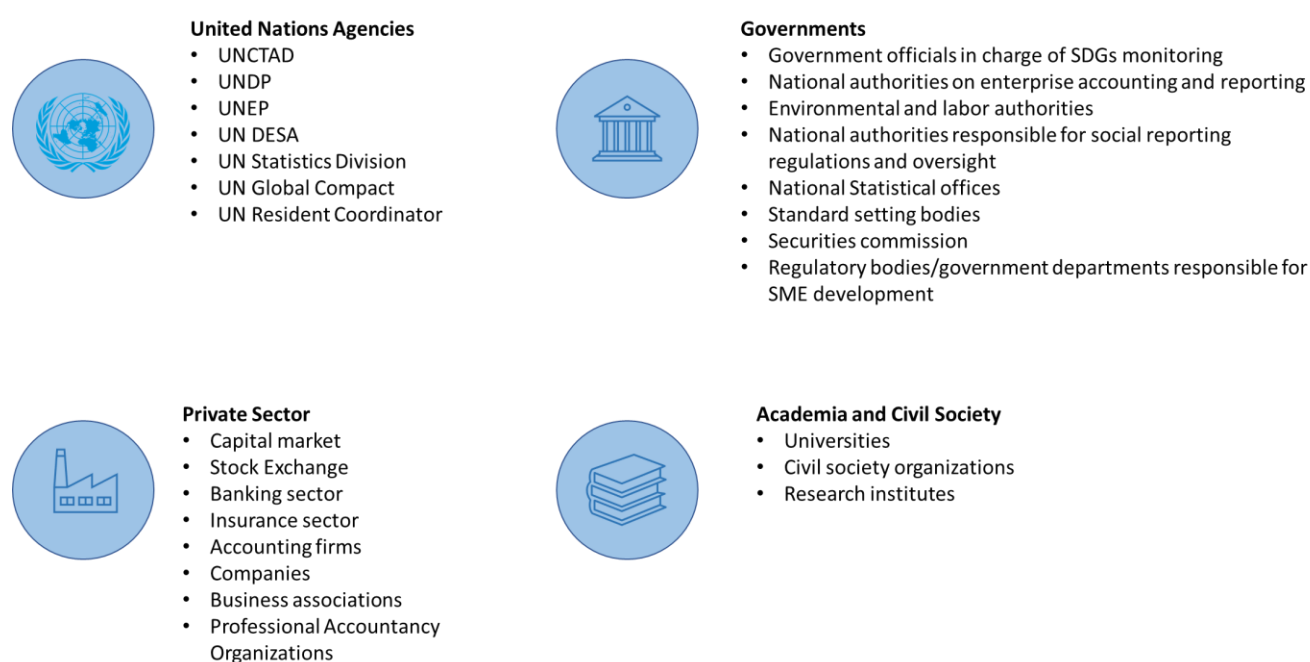 United Nations Agencies
• UNCTAD
• UNDP
• UNEP
• UN DESA
• UN Statistics Division
• UN Global Compact
• UN Resident Coordinator
Governments
• Government officials in charge of SDGs monitoring
• National authorities on enterprise accounting and reporting
• Environmental and labor authorities
• National authorities responsible for social reporting
regulations and oversight
• National Statistical offices
• Standard setting bodies
• Securities commission
• Regulatory bodies/government departments responsible for
SME development
Private Sector
• Capital market
• Stock Exchange
• Banking sector
• Insurance sector
• Accounting firms
• Companies
• Business associations
• Professional Accountancy
Organizations
Academia and Civil Society
• Universities
• Civil society organizations
• Research institutes